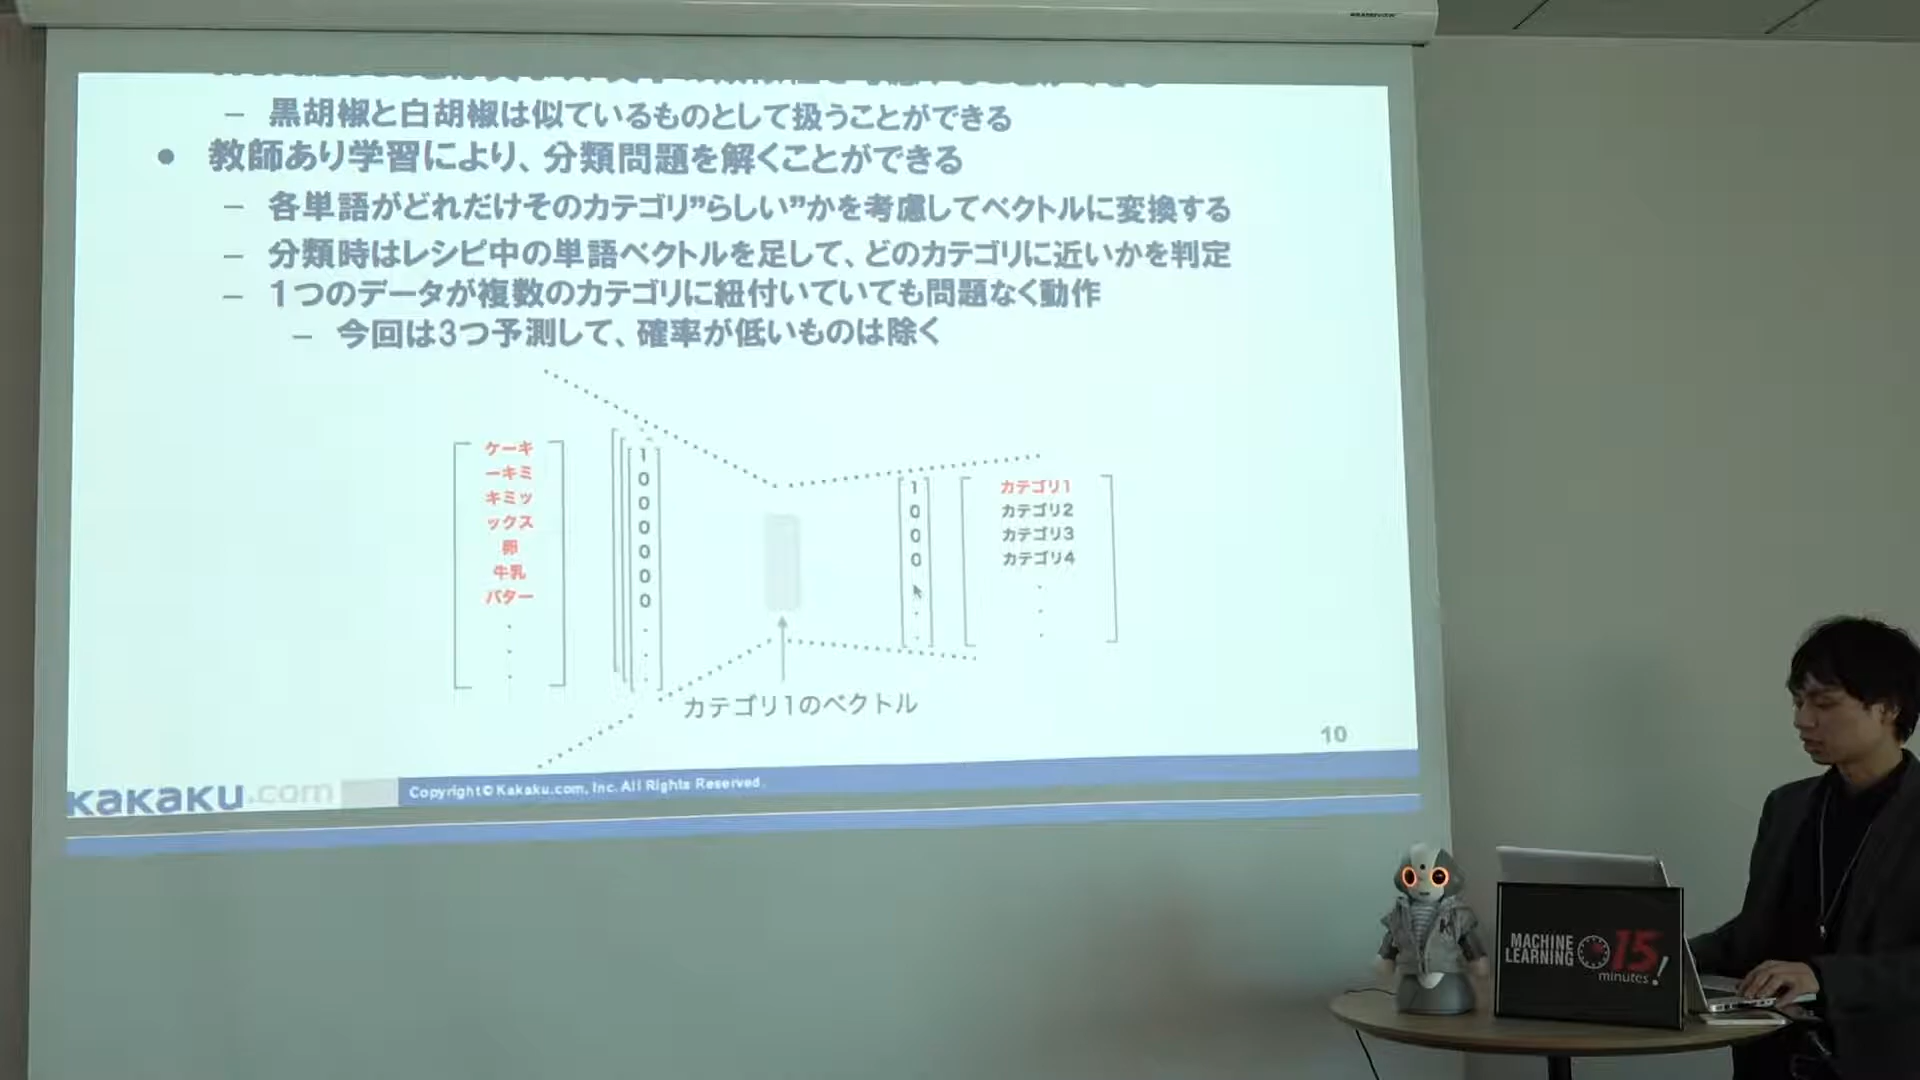 – 黒胡椒と白胡椒は似ているものとして扱うことができる
● 教師あり学習により、分類問題を解くことができる
– 各単語がどれだけそのカテゴリ”らしい”かを考慮してベクトルに変換する
– 分類時はレシピ中の単語ベクトルを足して、どのカテゴリに近いかを判定
– 1つのデータが複数のカテゴリに紐付いていても問題なく動作
– 今回は3つ予測して、確率が低いものは除く
ケーキ
ーキミ
キミッ
ックス
卵
牛乳
バター
1
0
0
0
0
0
0
1
0
0
0
カテゴリ1
カテゴリ2
カテゴリ3
カテゴリ4
カテゴリ1のベクトル
10
KAKAKU.com
Copyright © Kakaku.com, Inc. All Rights Reserved.
MACHINE
LEARNING
15
minutes!